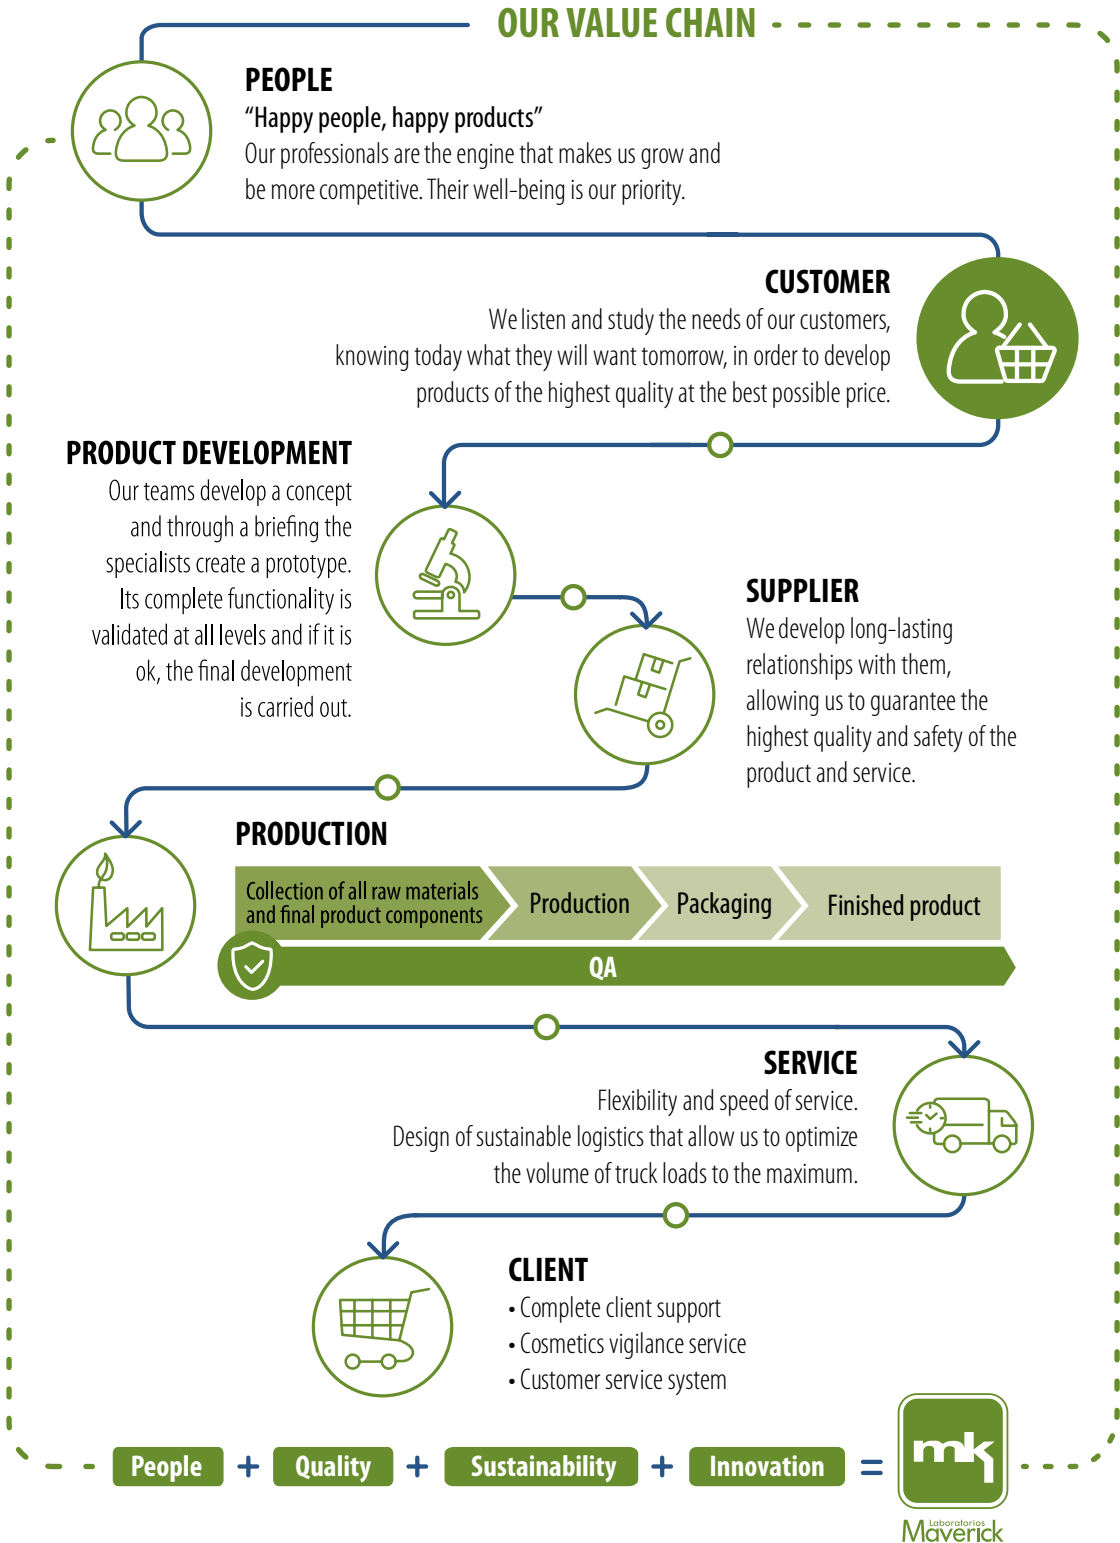 OUR VALUE CHAIN
PEOPLE
“Happy people, happy products”
Our professionals are the engine that makes us grow and
be more competitive. Their well-being is our priority.
CUSTOMER
We listen and study the needs of our customers,
knowing today what they will want tomorrow, in order to develop
products of the highest quality at the best possible price.
PRODUCT DEVELOPMENT
Our teams develop a concept
and through a briefing the
specialists create a prototype.
Its complete functionality is
validated at all levels and if it is
ok, the final development
is carried out.
SUPPLIER
We develop long-lasting
relationships with them,
allowing us to guarantee the
highest quality and safety of the
product and service.
PRODUCTION
Collection of all raw materials
and final product components
Production
Packaging
Finished product
QA
SERVICE
Flexibility and speed of service.
Design of sustainable logistics that allow us to optimize
the volume of truck loads to the maximum.
CLIENT
• Complete client support
• Cosmetics vigilance service
• Customer service system
People + Quality + Sustainability + Innovation =
mk
Laboratorios
Maverick